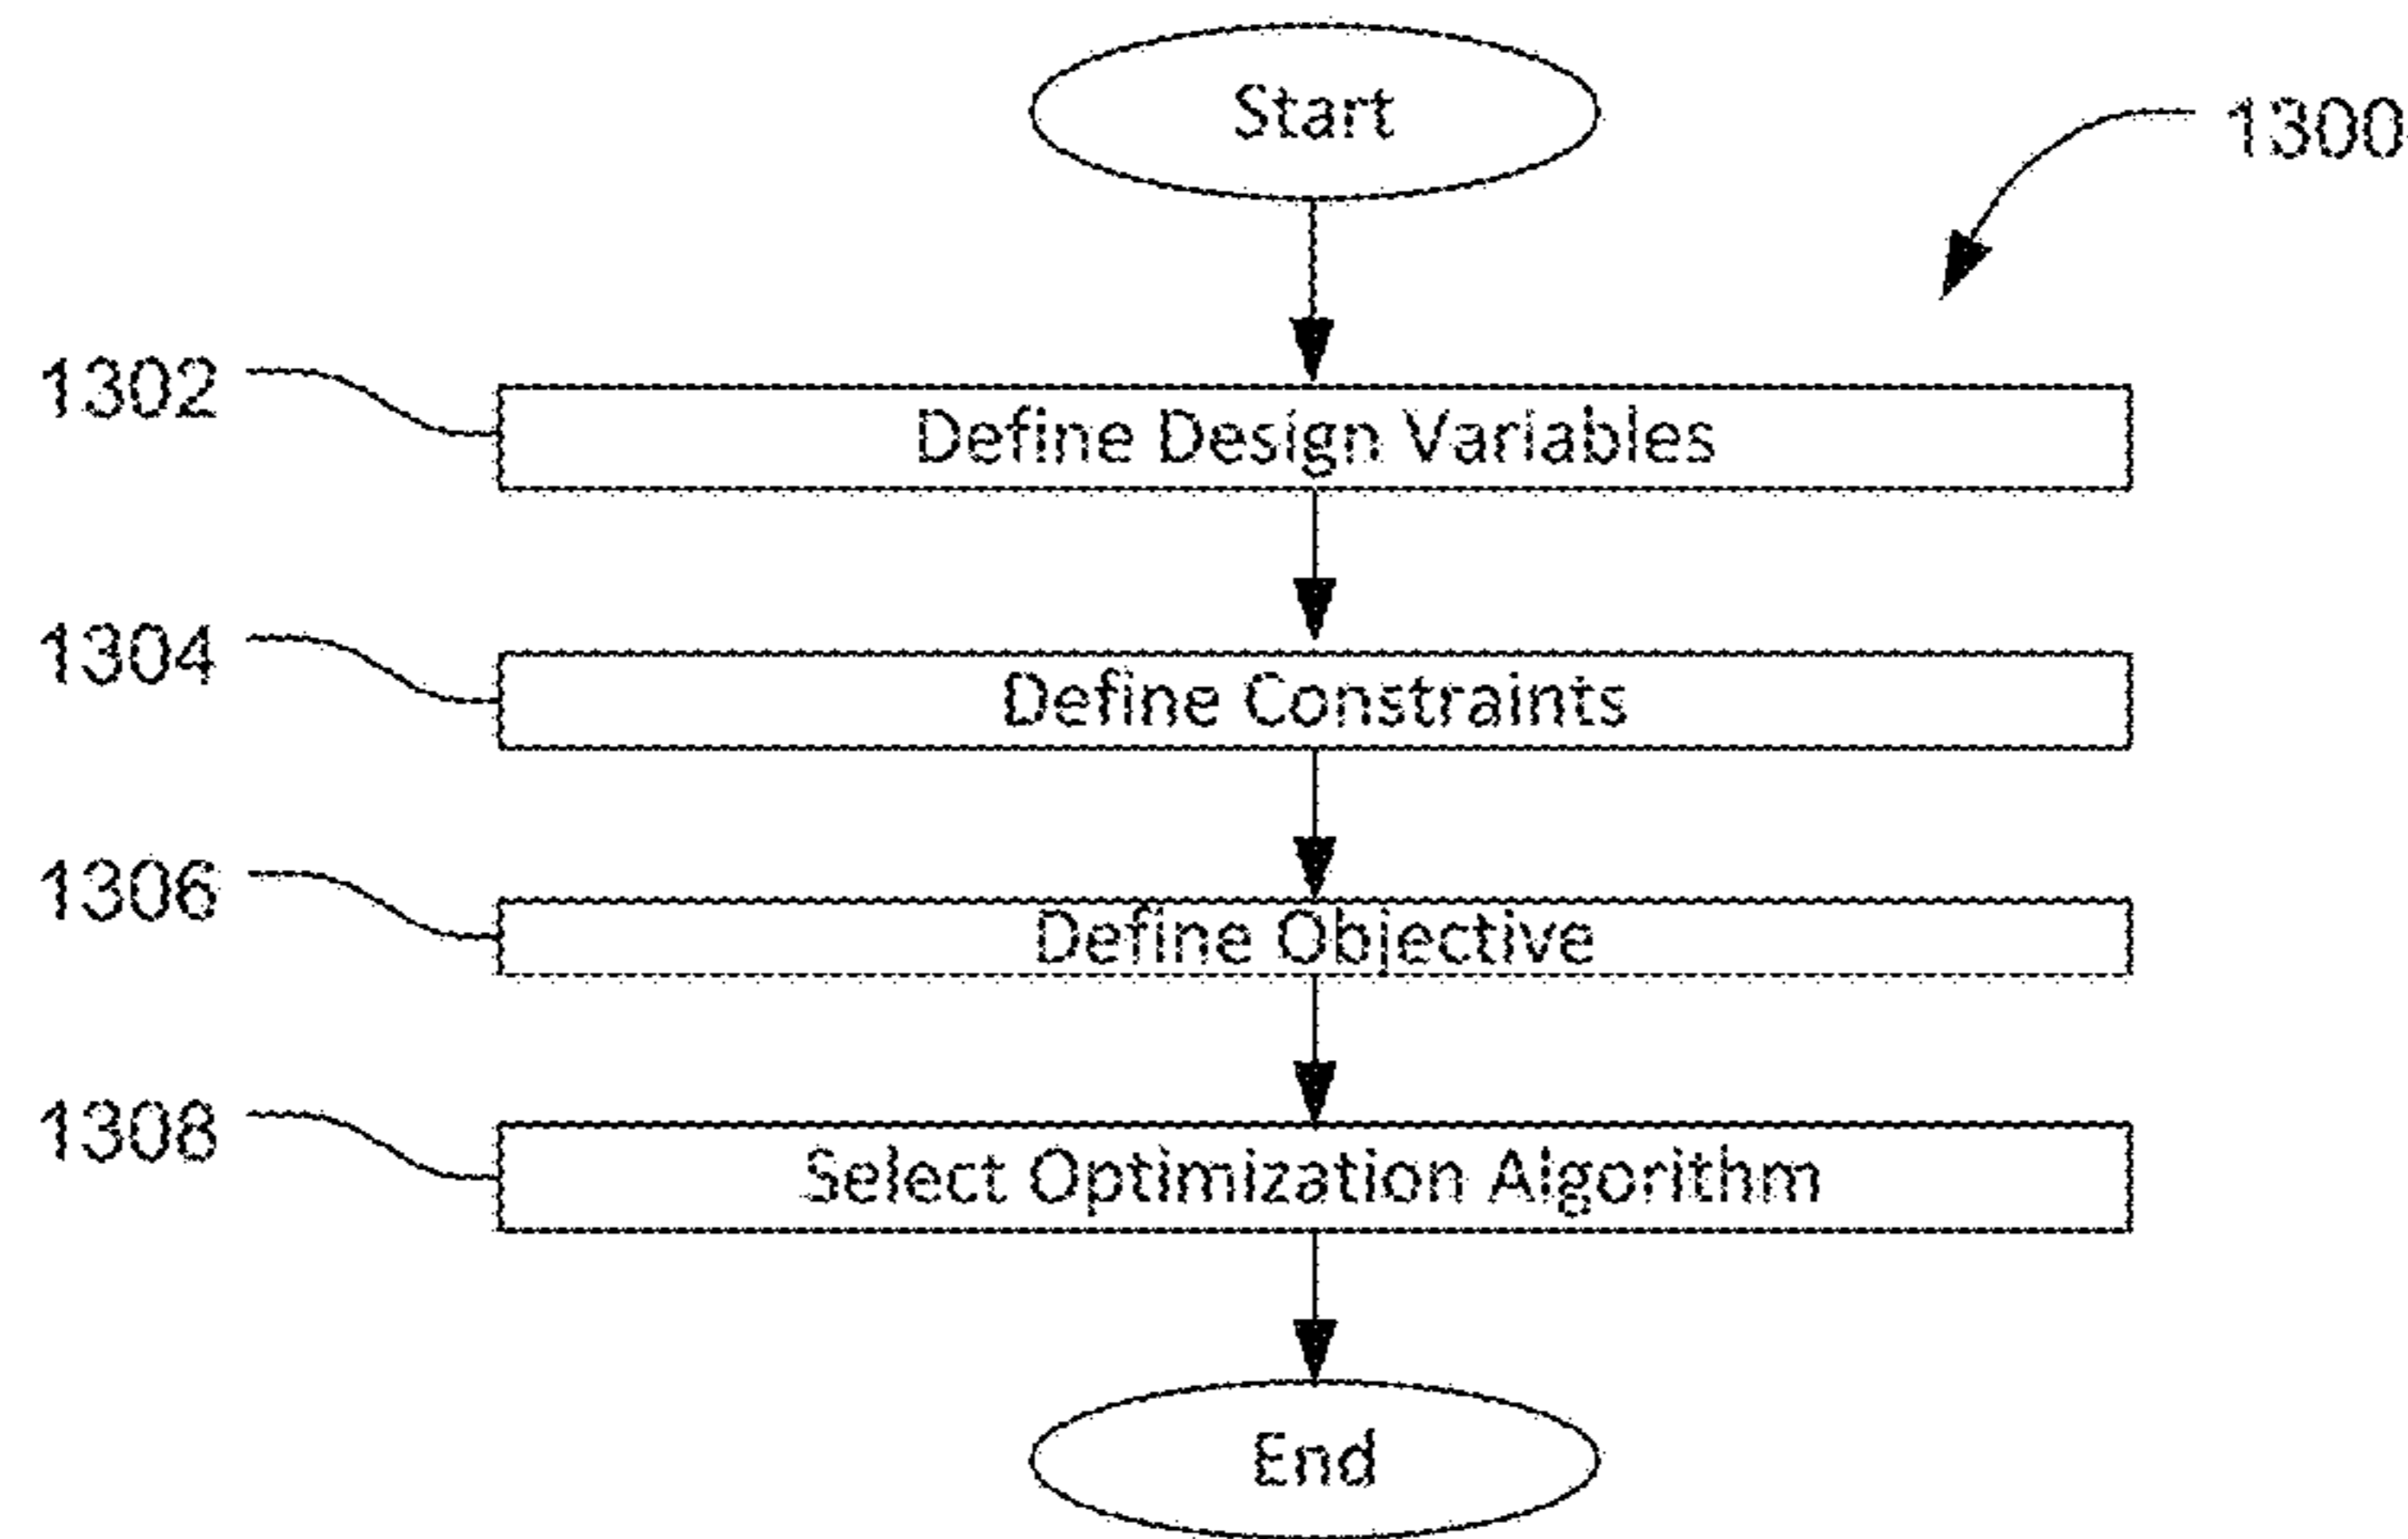 Start
1300
1302
Define Design Variables
1304
Define Constraints
1306
Define Objective
1308
Select Optimization Algorithm
End